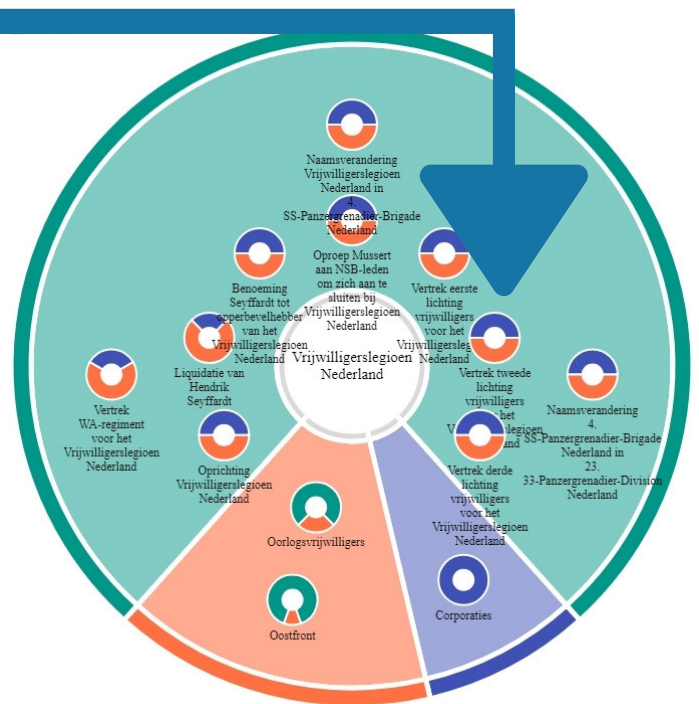 Naamsverandering
Vrijwilligerslegioen
Nederland in
4.
SS-Panzergrenadier-Brigade
Nederland
Oproep Mussert
aan NSB-leden
om zich aan te
sluiten bij
Vrijwilligerslegioen
Nederland
Benoeming
Seyffardt tot
opperbevelhebber
van het
Vrijwilligerslegioen
Nederland
Vertrek eerste
lichting
vrijwilligers
voor het
Nederland
Liquidatie van
Hendrik
Seyffardt
Vrijwilligerslegioen
Nederland
Vertrek tweede
lichting
vrijwilligers
het
Vertrek
WA-regiment
voor het
Vrijwilligerslegioen
Nederland
Naamsverandering
4.
SS-Panzergrenadier-Brigade
Nederland in
23.
33-Panzergrenadier-Division
Nederland
Oprichting
Vrijwilligerslegioen
Nederland
Vertrek derde
lichting
vrijwilligers
voor het
Vrijwilligerslegioen
Nederland
Oorlogsvrijwilligers
Corporaties
Oostfront